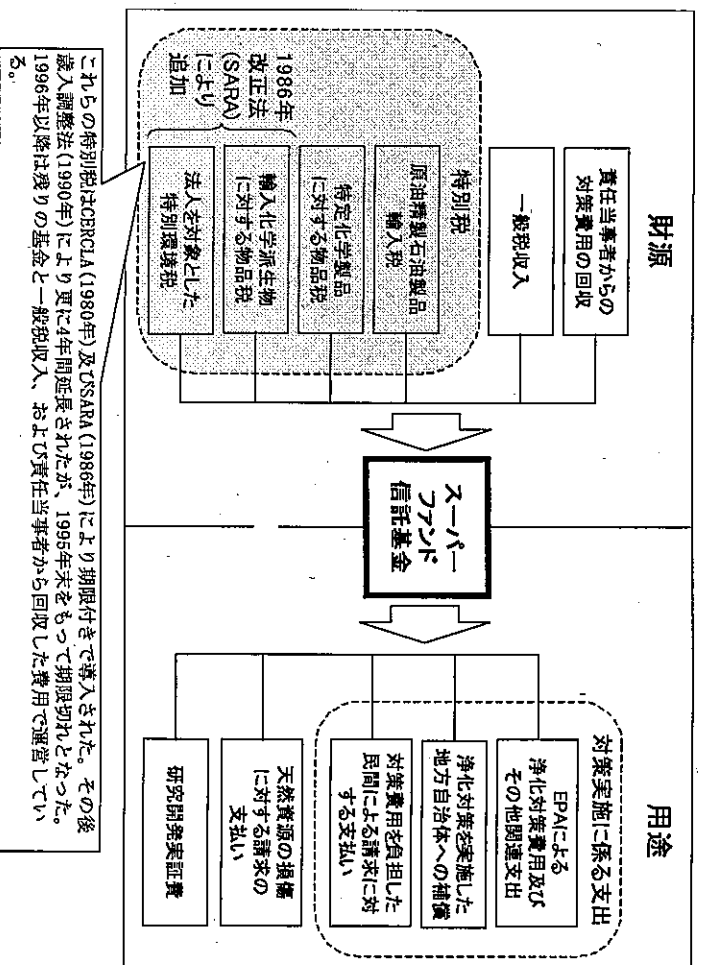 財源
責任当事者からの
対策費用の回収
一般税収入
特別税
原油精製石油製品
輸入税
特定化学製品
に対する物品税
1986年
改正法
(SARA)
により
追加
輸入化学派生物
に対する物品税
法人を対象とした
特別環境税
スーパー
ファンド
信託基金
用途
対策実施に係る支出
EPAによる
浄化対策費用及び
その他関連支出
浄化対策を実施した
地方自治体への補償
対策費用を負担した
民間による請求に対
する支払い
天然資源の損傷
に対する請求の
支払い
研究開発実証費
これらの特別税はCERCLA(1980年)及びSARA(1986年)により期限付きで導入された。その後
歳入調整法(1990年)により更に4年間延長されたが、1995年末をもって期限切れとなった。
1996年以降は残りの基金と一般税収入、および責任当事者から回収した費用で運営してい
る。